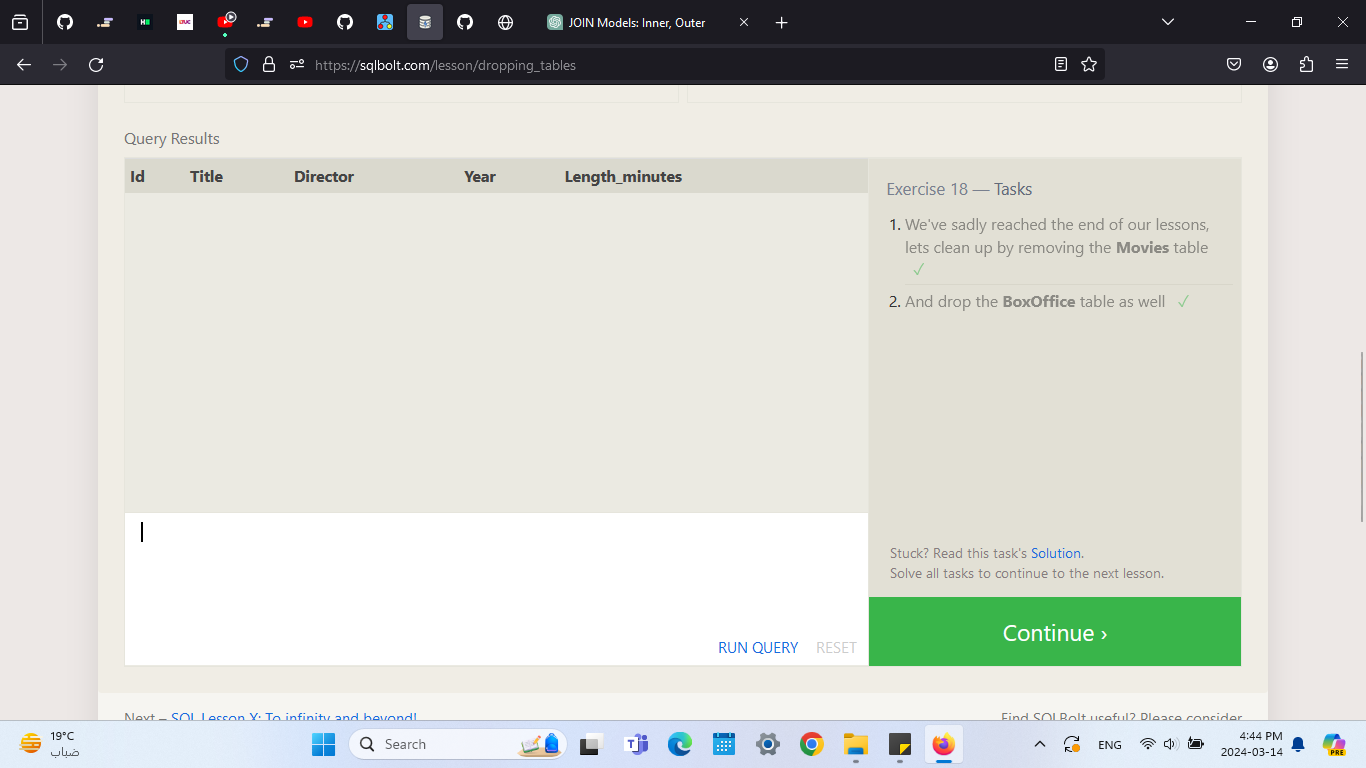 JOIN Models: Inner, Outer
https://sqlbolt.com/lesson/dropping_tables
Query Results
Id Title Director Year Length_minutes
Exercise 18 — Tasks
1. We've sadly reached the end of our lessons,
lets clean up by removing the Movies table
✓
2. And drop the BoxOffice table as well ✓
Stuck? Read this task's Solution.
Solve all tasks to continue to the next lesson.
RUN QUERY RESET
Continue ›
Next – SQL Lesson X: To infinity and beyond!
Find SQLBolt useful? Please consider
19°C
ضباب
Search
ENG
4:44 PM
2024-03-14
PRE